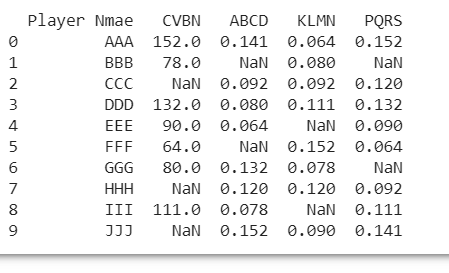 Player Nmae CVBN ABCD KLMN PQRS
0 AAA 152.0 0.141 0.064 0.152
1 BBB 78.0 NaN 0.080 NaN
2 CCC NaN 0.092 0.092 0.120
3 DDD 132.0 0.080 0.111 0.132
4 EEE 90.0 0.064 NaN 0.090
5 FFF 64.0 NaN 0.152 0.064
6 GGG 80.0 0.132 0.078 NaN
7 HHH NaN 0.120 0.120 0.092
8 III 111.0 0.078 NaN 0.111
9 JJJ NaN 0.152 0.090 0.141